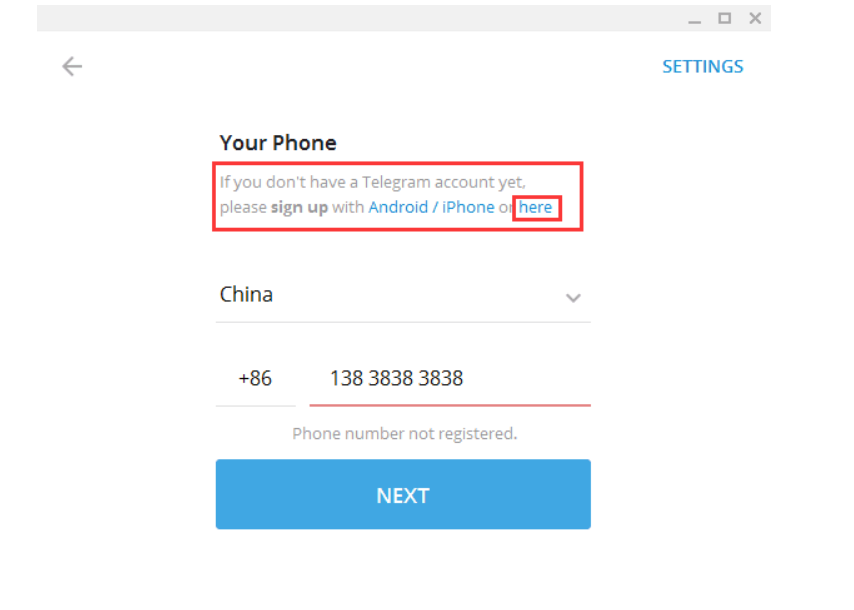 SETTINGS
Your Phone
If you don't have a Telegram account yet,
please sign up with Android / iPhone or here
China
+86 138 3838 3838
Phone number not registered.
NEXT